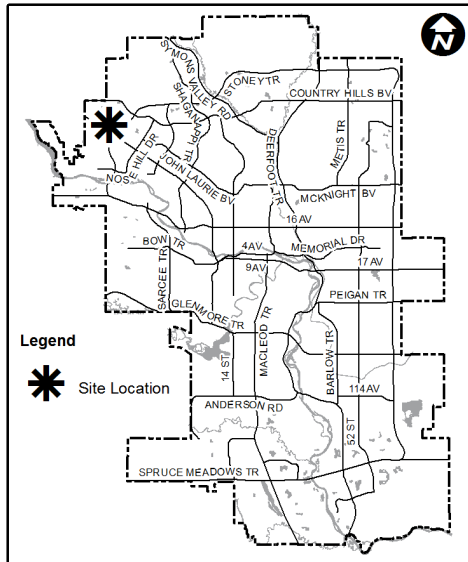 N
SYMONS VALLEY RD
STONEY TR
SHAGANAPPI TR
COUNTRY HILLS BV
METIS TR
DEERFOOT TR
NOSE HILL DR
JOHN LAURIE BV
MCKNIGHT BV
16 AV
BOW TR
4 AV
MEMORIAL DR
9 AV
17 AV
SARCEE TR
PEIGAN TR
GLENMORE TR
MACLEOD TR
BARLOW TR
14 ST
114 AV
ANDERSON RD
52 ST
SPRUCE MEADOWS TR
Legend
Site Location